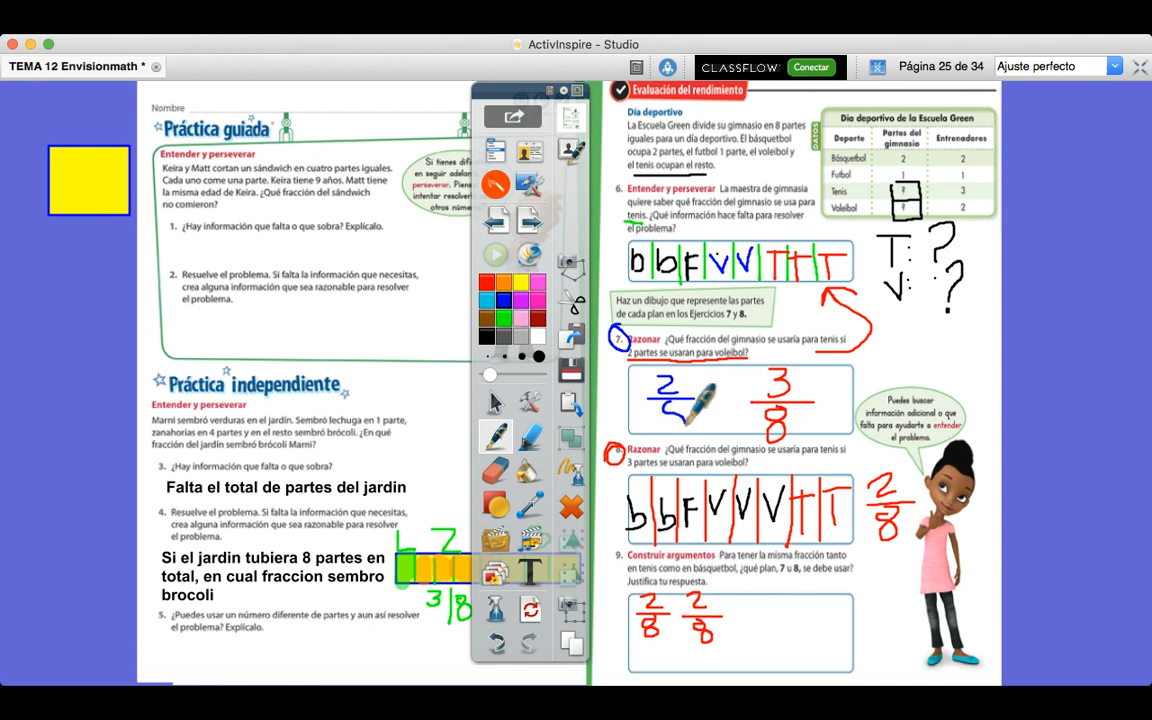 ActivInspire - Studio
TEMA 12 Envisionmath *
CLASSFLOW Conectar
Página 25 de 34
Ajuste perfecto
Nombre
Práctica guiada
Entender y perseverar
Keira y Matt cortan un sándwich en cuatro partes iguales.
Cada uno come una parte. Keira tiene 9 años. Matt tiene
la misma edad de Keira. ¿Qué fracción del sándwich
no comieron?
Si tienes
en seguir
perseverar.
intentar
otros
1. ¿Hay información que falta o que sobra? Explícalo.
2. Resuelve el problema. Si falta la información que necesitas,
crea alguna información que sea razonable para resolver
el problema.
Práctica independiente
Entender y perseverar
Marni sembró verduras en el jardín. Sembró lechuga en 1 parte,
zanahorias en 4 partes y en el resto sembró brócoli. ¿En qué
fracción del jardín sembró brócoli Marni?
3. ¿Hay información que falta o que sobra?
Falta el total de partes del jardin
4. Resuelve el problema. Si falta la información que necesitas,
crea alguna información que sea razonable para resolver
el problema.
Si el jardin tubiera 8 partes en
total, en cual fraccion sembro
brocoli
L Z
3/8
5. ¿Puedes usar un número diferente de partes y aun así resolver
el problema? Explícalo.
T
Evaluación del rendimiento
Día deportivo
La Escuela Green divide su gimnasio en 8 partes
iguales para un día deportivo. El básquetbol
ocupa 2 partes, el futbol 1 parte, el voleibol y
el tenis ocupan el resto.
DATOS
Día deportivo de la Escuela Green
Deporte Partes del gimnasio Entrenadores
Básquetbol 2 2
Futbol 1 1
Tenis ? 3
Voleibol ? 2
6. Entender y perseverar La maestra de gimnasia
quiere saber qué fracción del gimnasio se usa para
tenis. ¿Qué información hace falta para resolver
el problema?
T: ?
V: ?
b b F V V T T T
Haz un dibujo que represente las partes
de cada plan en los Ejercicios 7 y 8.
7. Razonar ¿Qué fracción del gimnasio se usaría para tenis si
2 partes se usaran para voleibol?
2
3
8
Puedes buscar
información adicional o que
falta para ayudarte a entender
el problema.
8. Razonar ¿Qué fracción del gimnasio se usaría para tenis si
3 partes se usaran para voleibol?
b b F V V V T T
2
8
9. Construir argumentos Para tener la misma fracción tanto
en tenis como en básquetbol, ¿qué plan, 7 u 8, se debe usar?
Justifica tu respuesta.
2 2
8 8